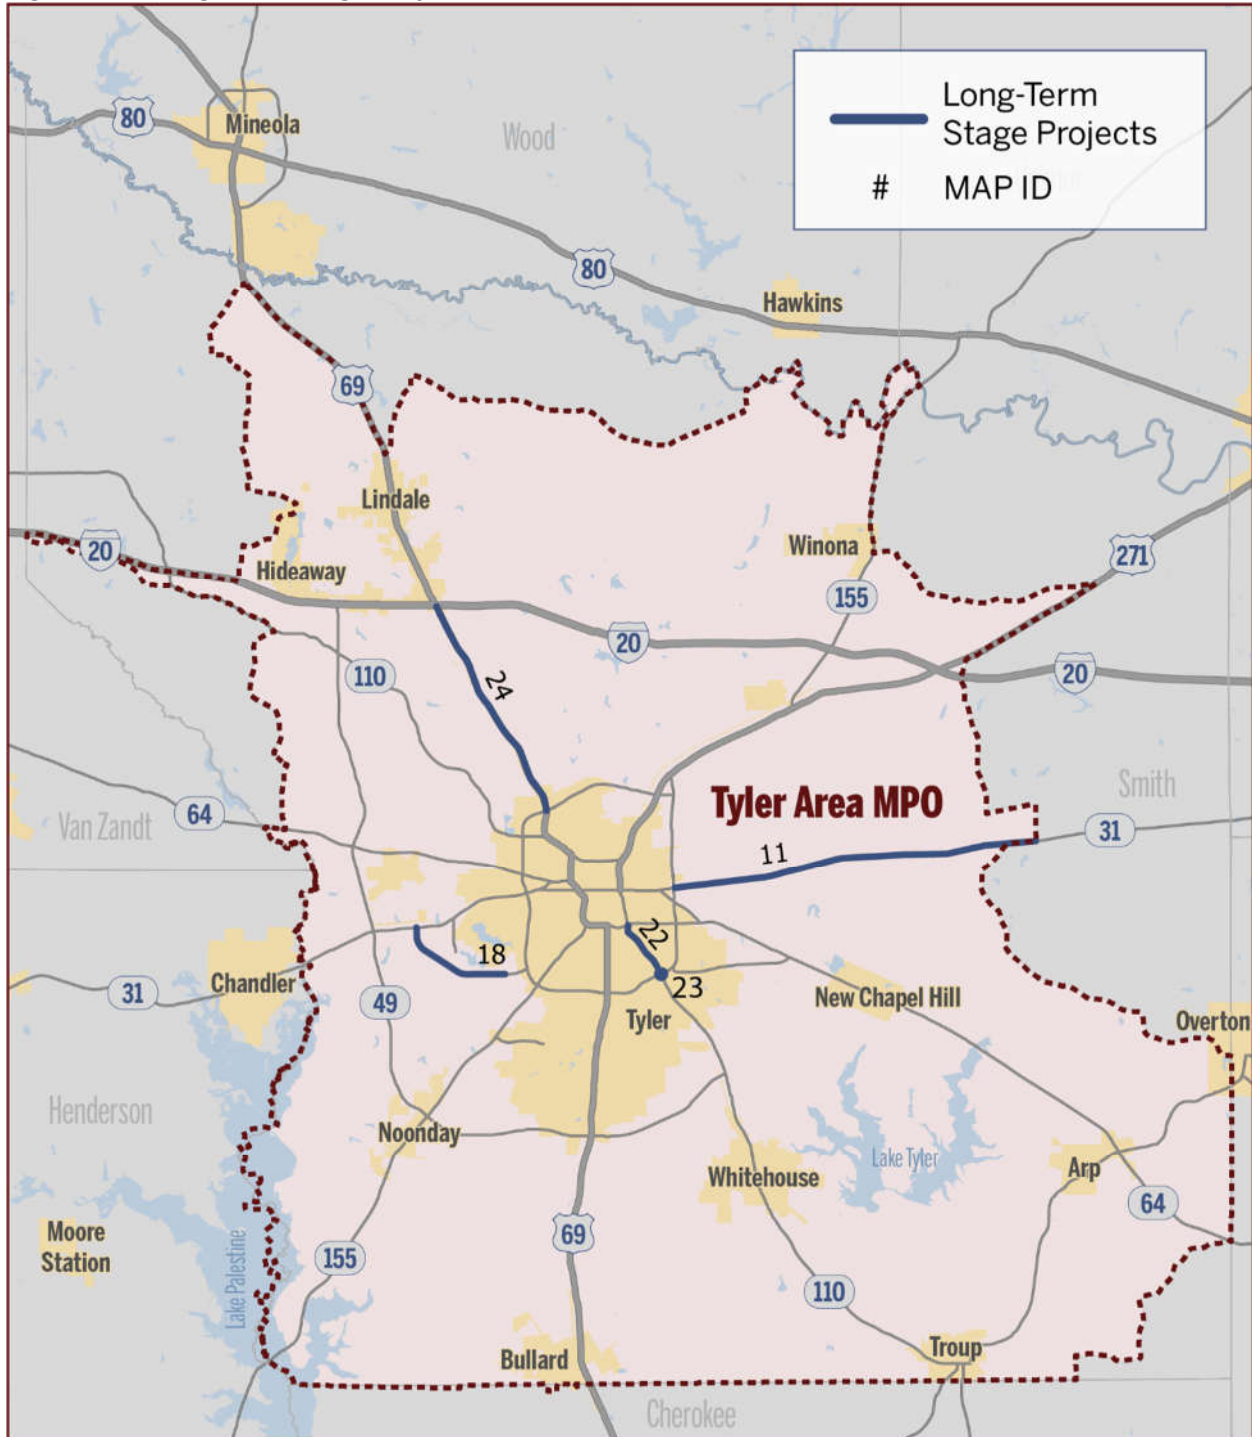 Long-Term
Stage Projects
# MAP ID
80
Mineola
Wood
80
Hawkins
69
Lindale
20
Hideaway
Winona
271
155
20
20
110
24
Tyler Area MPO
Smith
64
Van Zandt
31
11
22
18
23
Chandler
31
49
New Chapel Hill
Tyler
Overton
Henderson
Noonday
Lake Tyler
Whitehouse
Arp
64
69
Moore
Station
Lake Palestine
155
110
Troup
Bullard
Cherokee